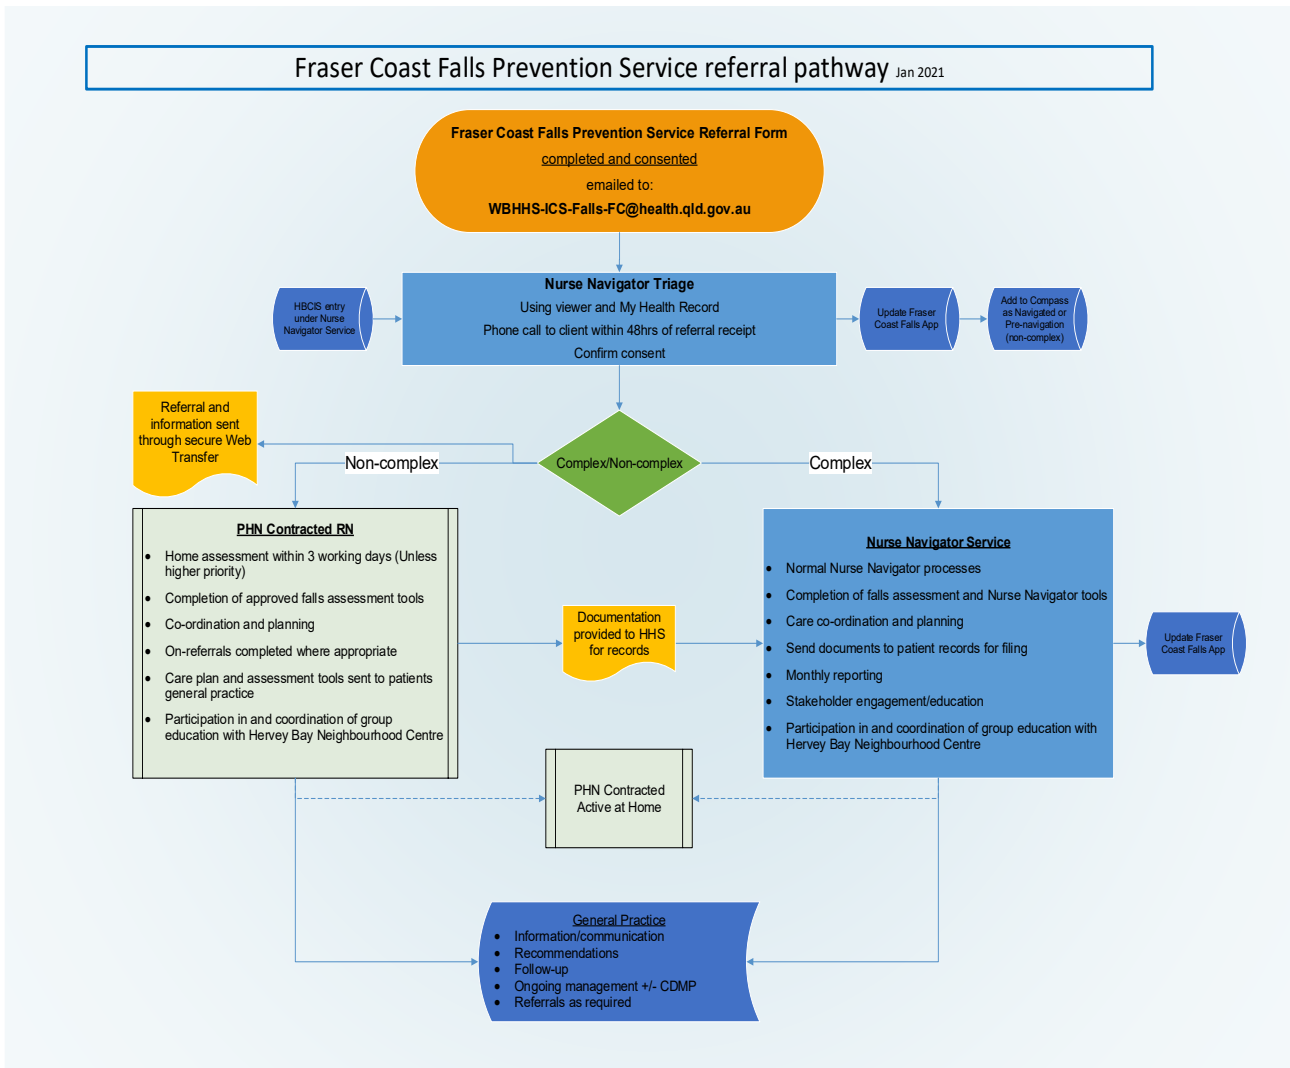 Fraser Coast Falls Prevention Service referral pathway Jan 2021
Fraser Coast Falls Prevention Service Referral Form
completed and consented
emailed to:
WBHHS-ICS-Falls-FC@health.qld.gov.au
HBCIS entry
under Nurse
Navigator Service
Nurse Navigator Triage
Using viewer and My Health Record
Phone call to client within 48hrs of referral receipt
Confirm consent
Update Fraser
Coast Falls App
Add to Compass
as Navigated or
Pre-navigation
(non-complex)
Referral and
information sent
through secure Web
Transfer
Non-complex
Complex/Non-complex
Complex
PHN Contracted RN
• Home assessment within 3 working days (Unless
higher priority)
• Completion of approved falls assessment tools
• Co-ordination and planning
• On-referrals completed where appropriate
• Care plan and assessment tools sent to patients
general practice
• Participation in and coordination of group
education with Hervey Bay Neighbourhood Centre
Documentation
provided to HHS
for records
Nurse Navigator Service
• Normal Nurse Navigator processes
• Completion of falls assessment and Nurse Navigator tools
• Care co-ordination and planning
• Send documents to patient records for filing
• Monthly reporting
• Stakeholder engagement/education
• Participation in and coordination of group education with
Hervey Bay Neighbourhood Centre
Update Fraser
Coast Falls App
PHN Contracted
Active at Home
General Practice
• Information/communication
• Recommendations
• Follow-up
• Ongoing management +/- CDMP
• Referrals as required